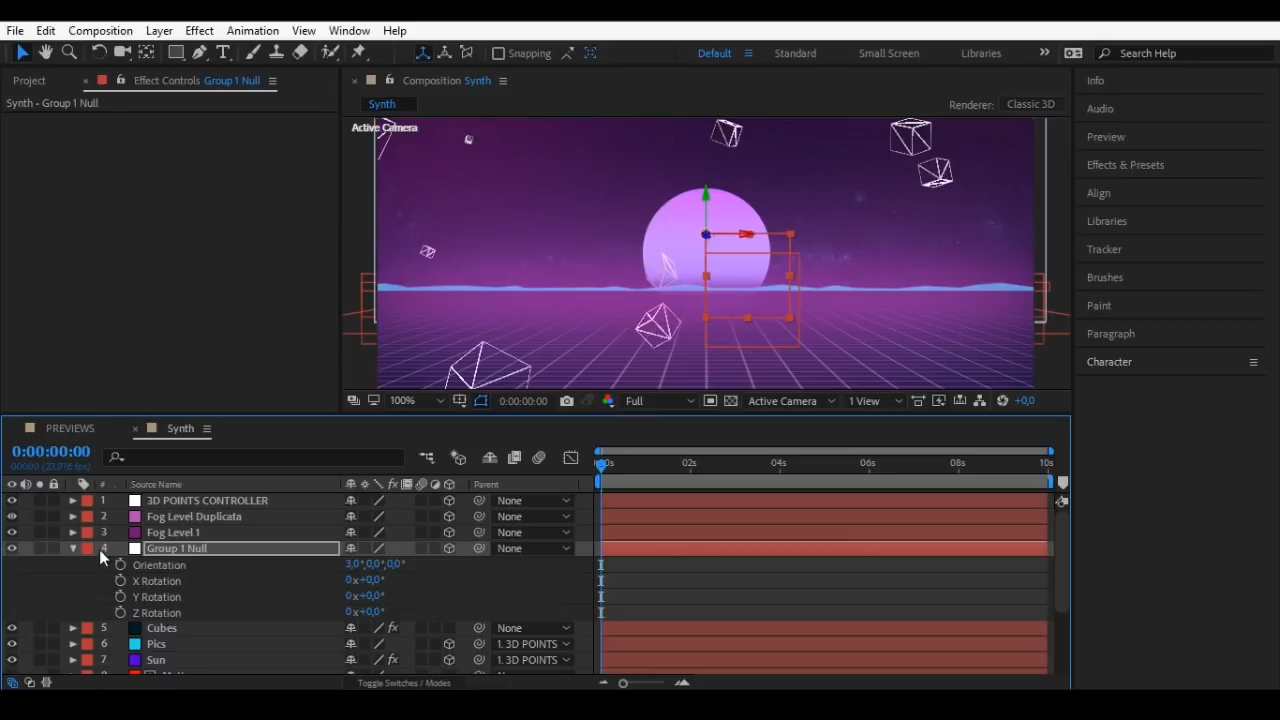 File Edit Composition Layer Effect Animation View Window Help
Snapping Default Standard Small Screen Libraries Search Help
Project Effect Controls Group 1 Null Composition Synth Info
Synth - Group 1 Null Synth Renderer: Classic 3D Audio
Active Camera
Preview
Effects & Presets
Align
Libraries
Tracker
Brushes
Paint
Paragraph
Character
100% 0:00:00:00 Full Active Camera 1 View +0,0
PREVIEWS Synth
0:00:00:00
00000 (23,976 fps)
00s 02s 04s 06s 08s 10s
# Source Name Parent
1 3D POINTS CONTROLLER None
2 Fog Level Duplicata None
3 Fog Level 1 None
4 Group 1 Null None
Orientation 3,0°,0,0°,0,0°
X Rotation 0x+0,0°
Y Rotation 0x+0,0°
Z Rotation 0x+0,0°
5 Cubes fx None
6 Pics 1. 3D POINTS
7 Sun fx 1. 3D POINTS
Toggle Switches / Modes